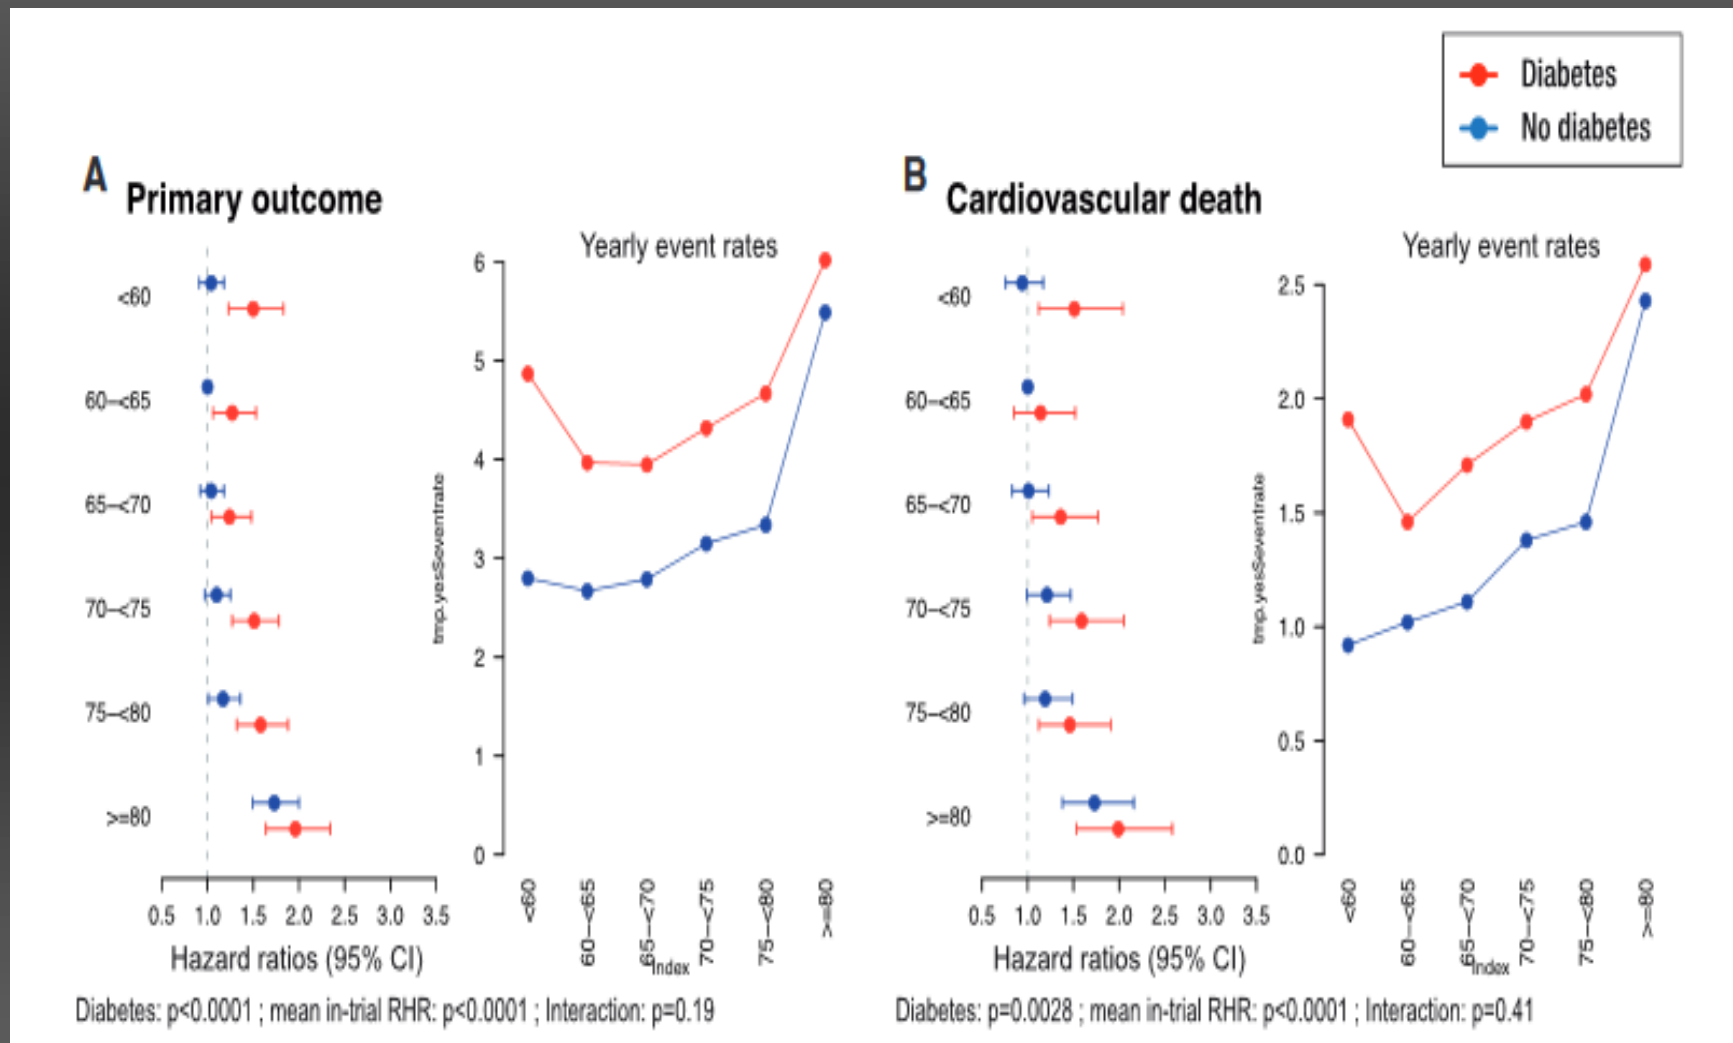 Diabetes
No diabetes
A
Primary outcome
<60
60–<65
65–<70
70–<75
75–<80
>=80
0.5 1.0 1.5 2.0 2.5 3.0 3.5
Hazard ratios (95% CI)
Yearly event rates
tmp.yes$eventrate
6
5
4
3
2
1
0
<60
60–<65
65–<70
70–<75
75–<80
>=80
Index
Diabetes: p<0.0001 ; mean in-trial RHR: p<0.0001 ; Interaction: p=0.19
B
Cardiovascular death
<60
60–<65
65–<70
70–<75
75–<80
>=80
0.5 1.0 1.5 2.0 2.5 3.0 3.5
Hazard ratios (95% CI)
Yearly event rates
tmp.yes$eventrate
2.5
2.0
1.5
1.0
0.5
0.0
<60
60–<65
65–<70
70–<75
75–<80
>=80
Index
Diabetes: p=0.0028 ; mean in-trial RHR: p<0.0001 ; Interaction: p=0.41